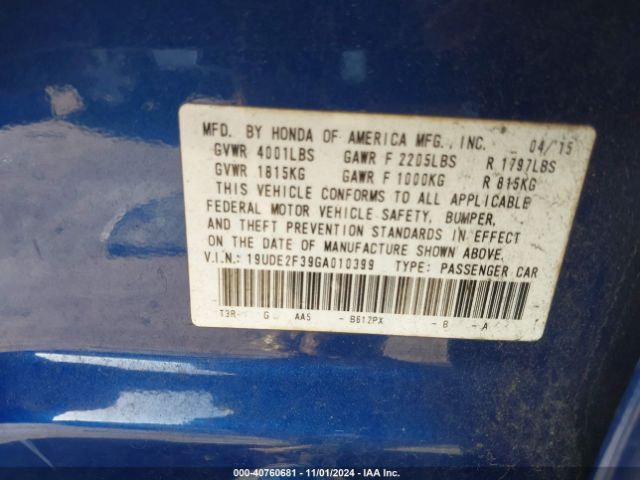 MFD. BY HONDA OF AMERICA MFG., INC. 04/'15
GVWR 4001LBS GAWR F 2205LBS R 1797LBS
GVWR 1815KG GAWR F 1000KG R 815KG
THIS VEHICLE CONFORMS TO ALL APPLICABLE
FEDERAL MOTOR VEHICLE SAFETY, BUMPER,
AND THEFT PREVENTION STANDARDS IN EFFECT
ON THE DATE OF MANUFACTURE SHOWN ABOVE.
V.I.N.: 19UDE2F39GA010399 TYPE: PASSENGER CAR
T3R- G AA5 - B612PX - B - A
000-40760681 - 11/01/2024 - IAA Inc.